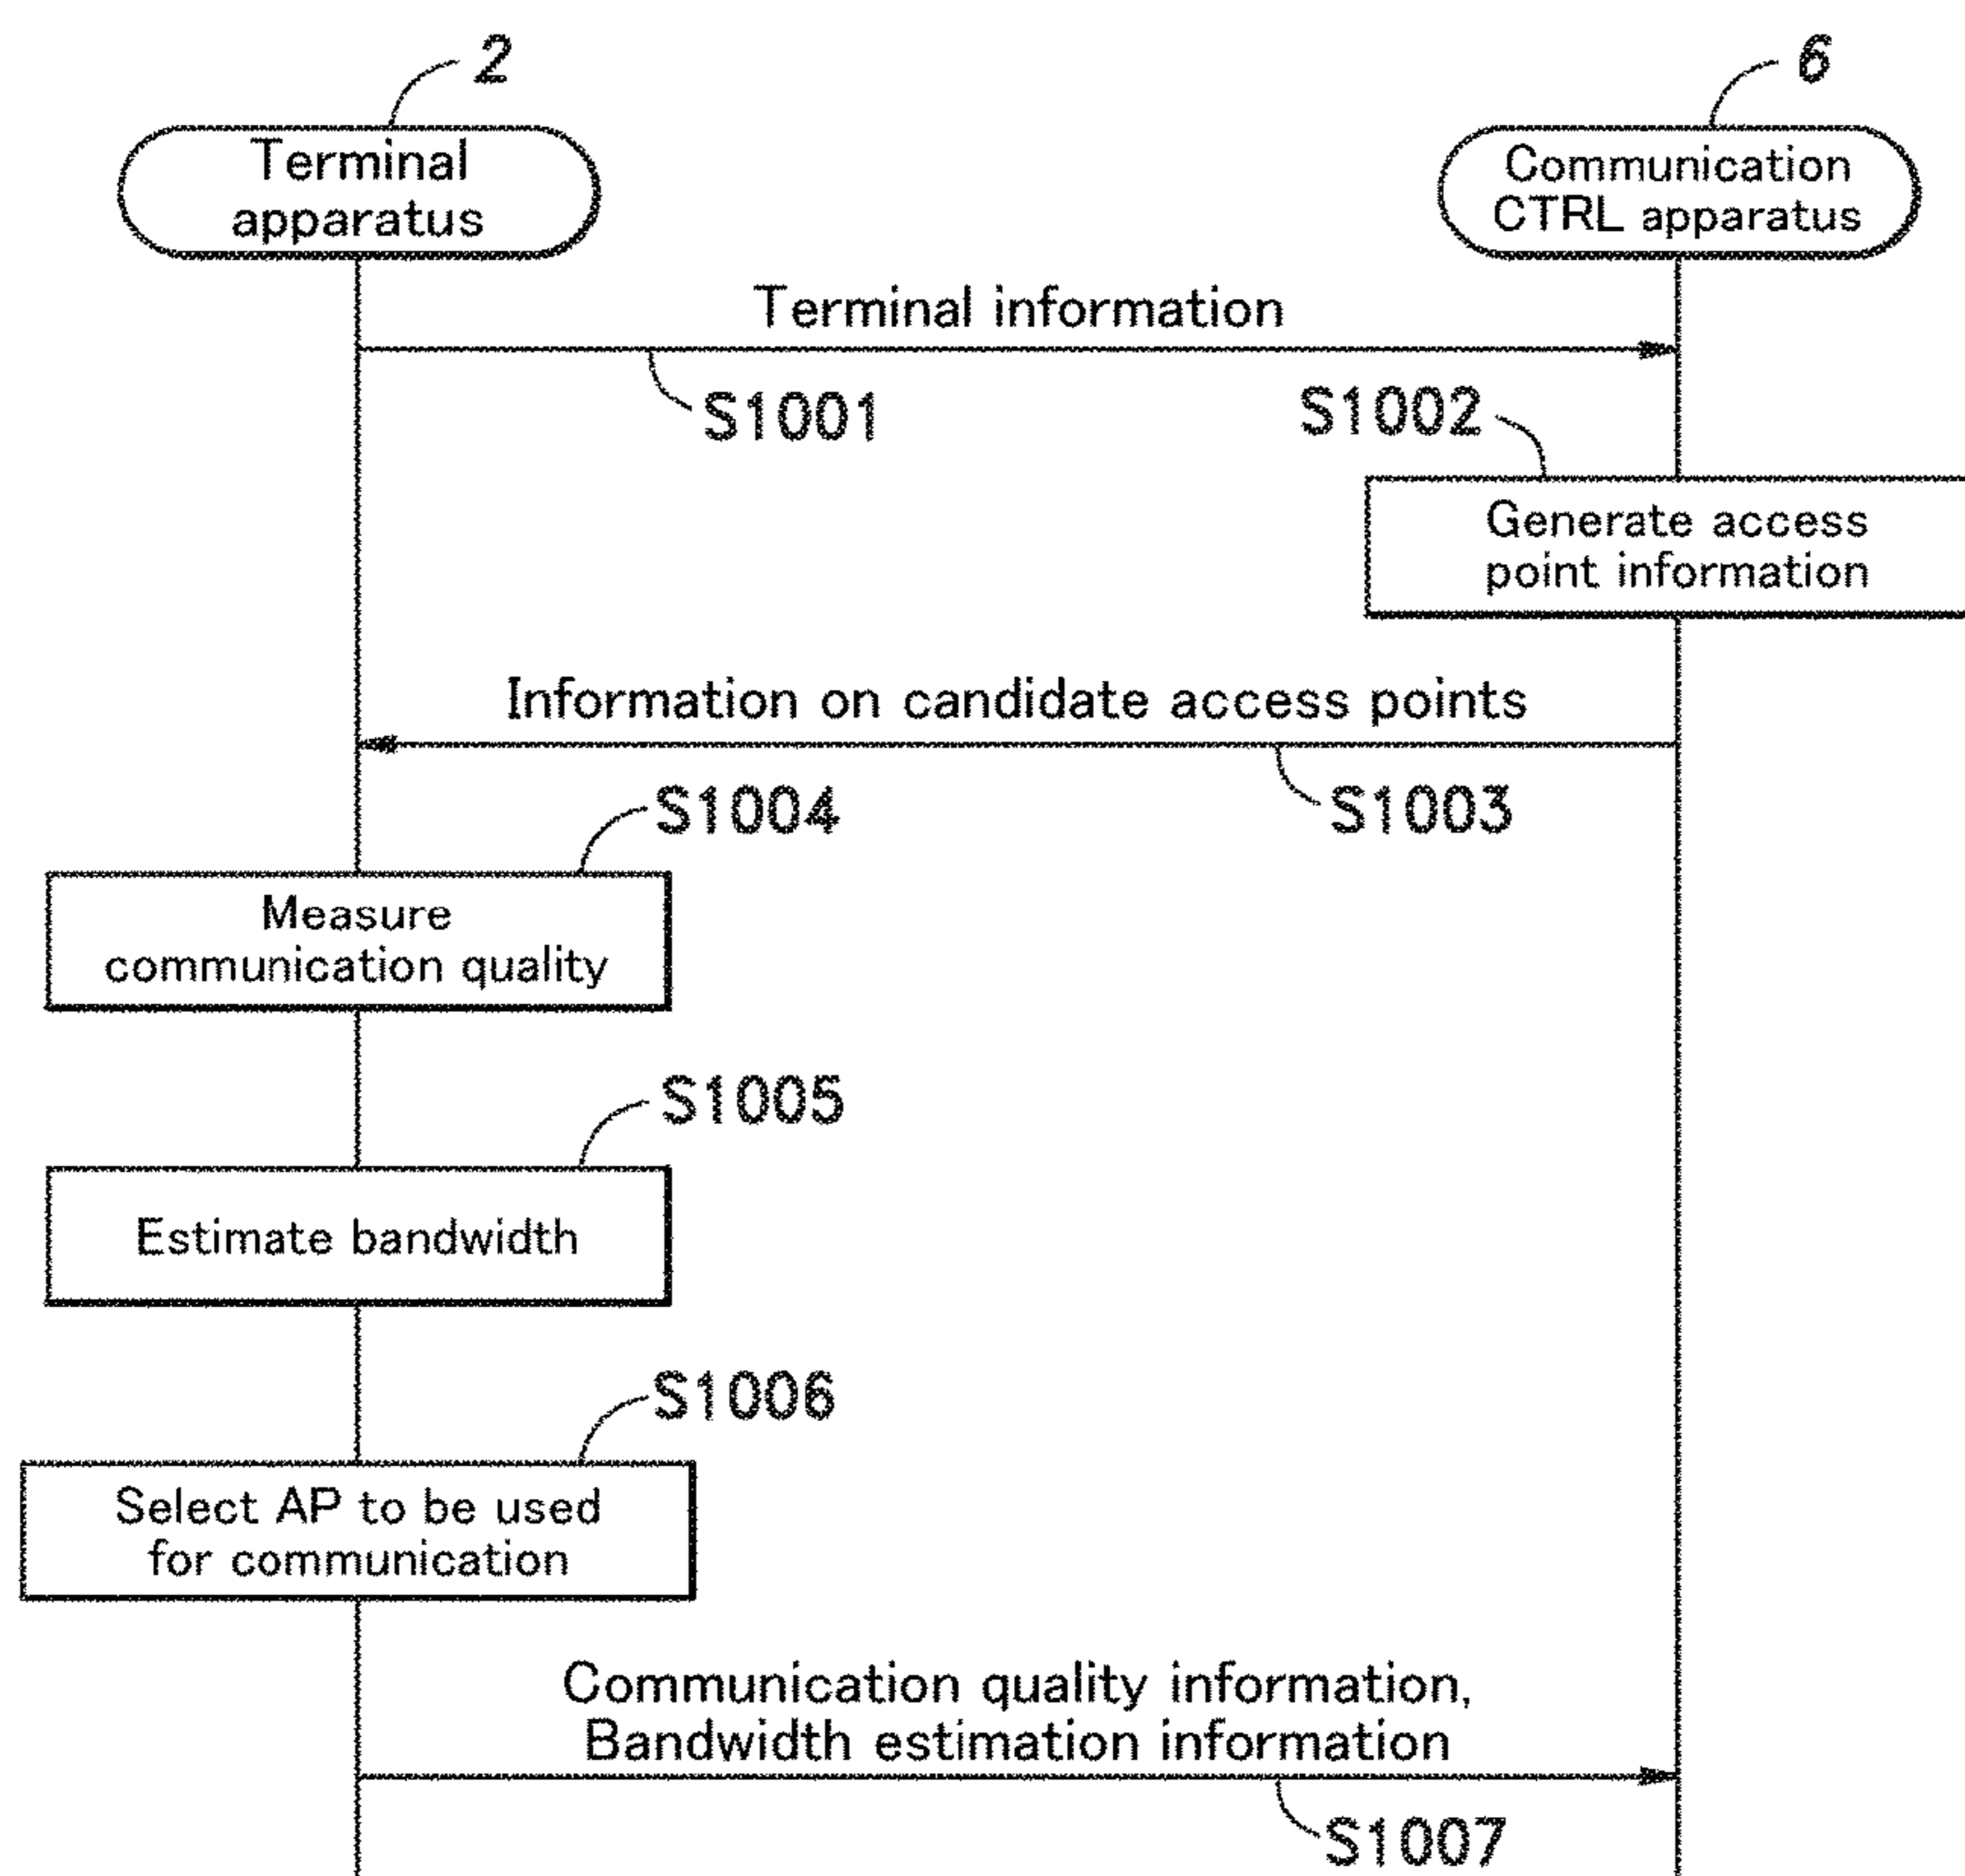 2
6
Terminal
apparatus
Communication
CTRL apparatus
Terminal information
S1001
S1002
Generate access
point information
Information on candidate access points
S1003
S1004
Measure
communication quality
S1005
Estimate bandwidth
S1006
Select AP to be used
for communication
Communication quality information,
Bandwidth estimation information
S1007